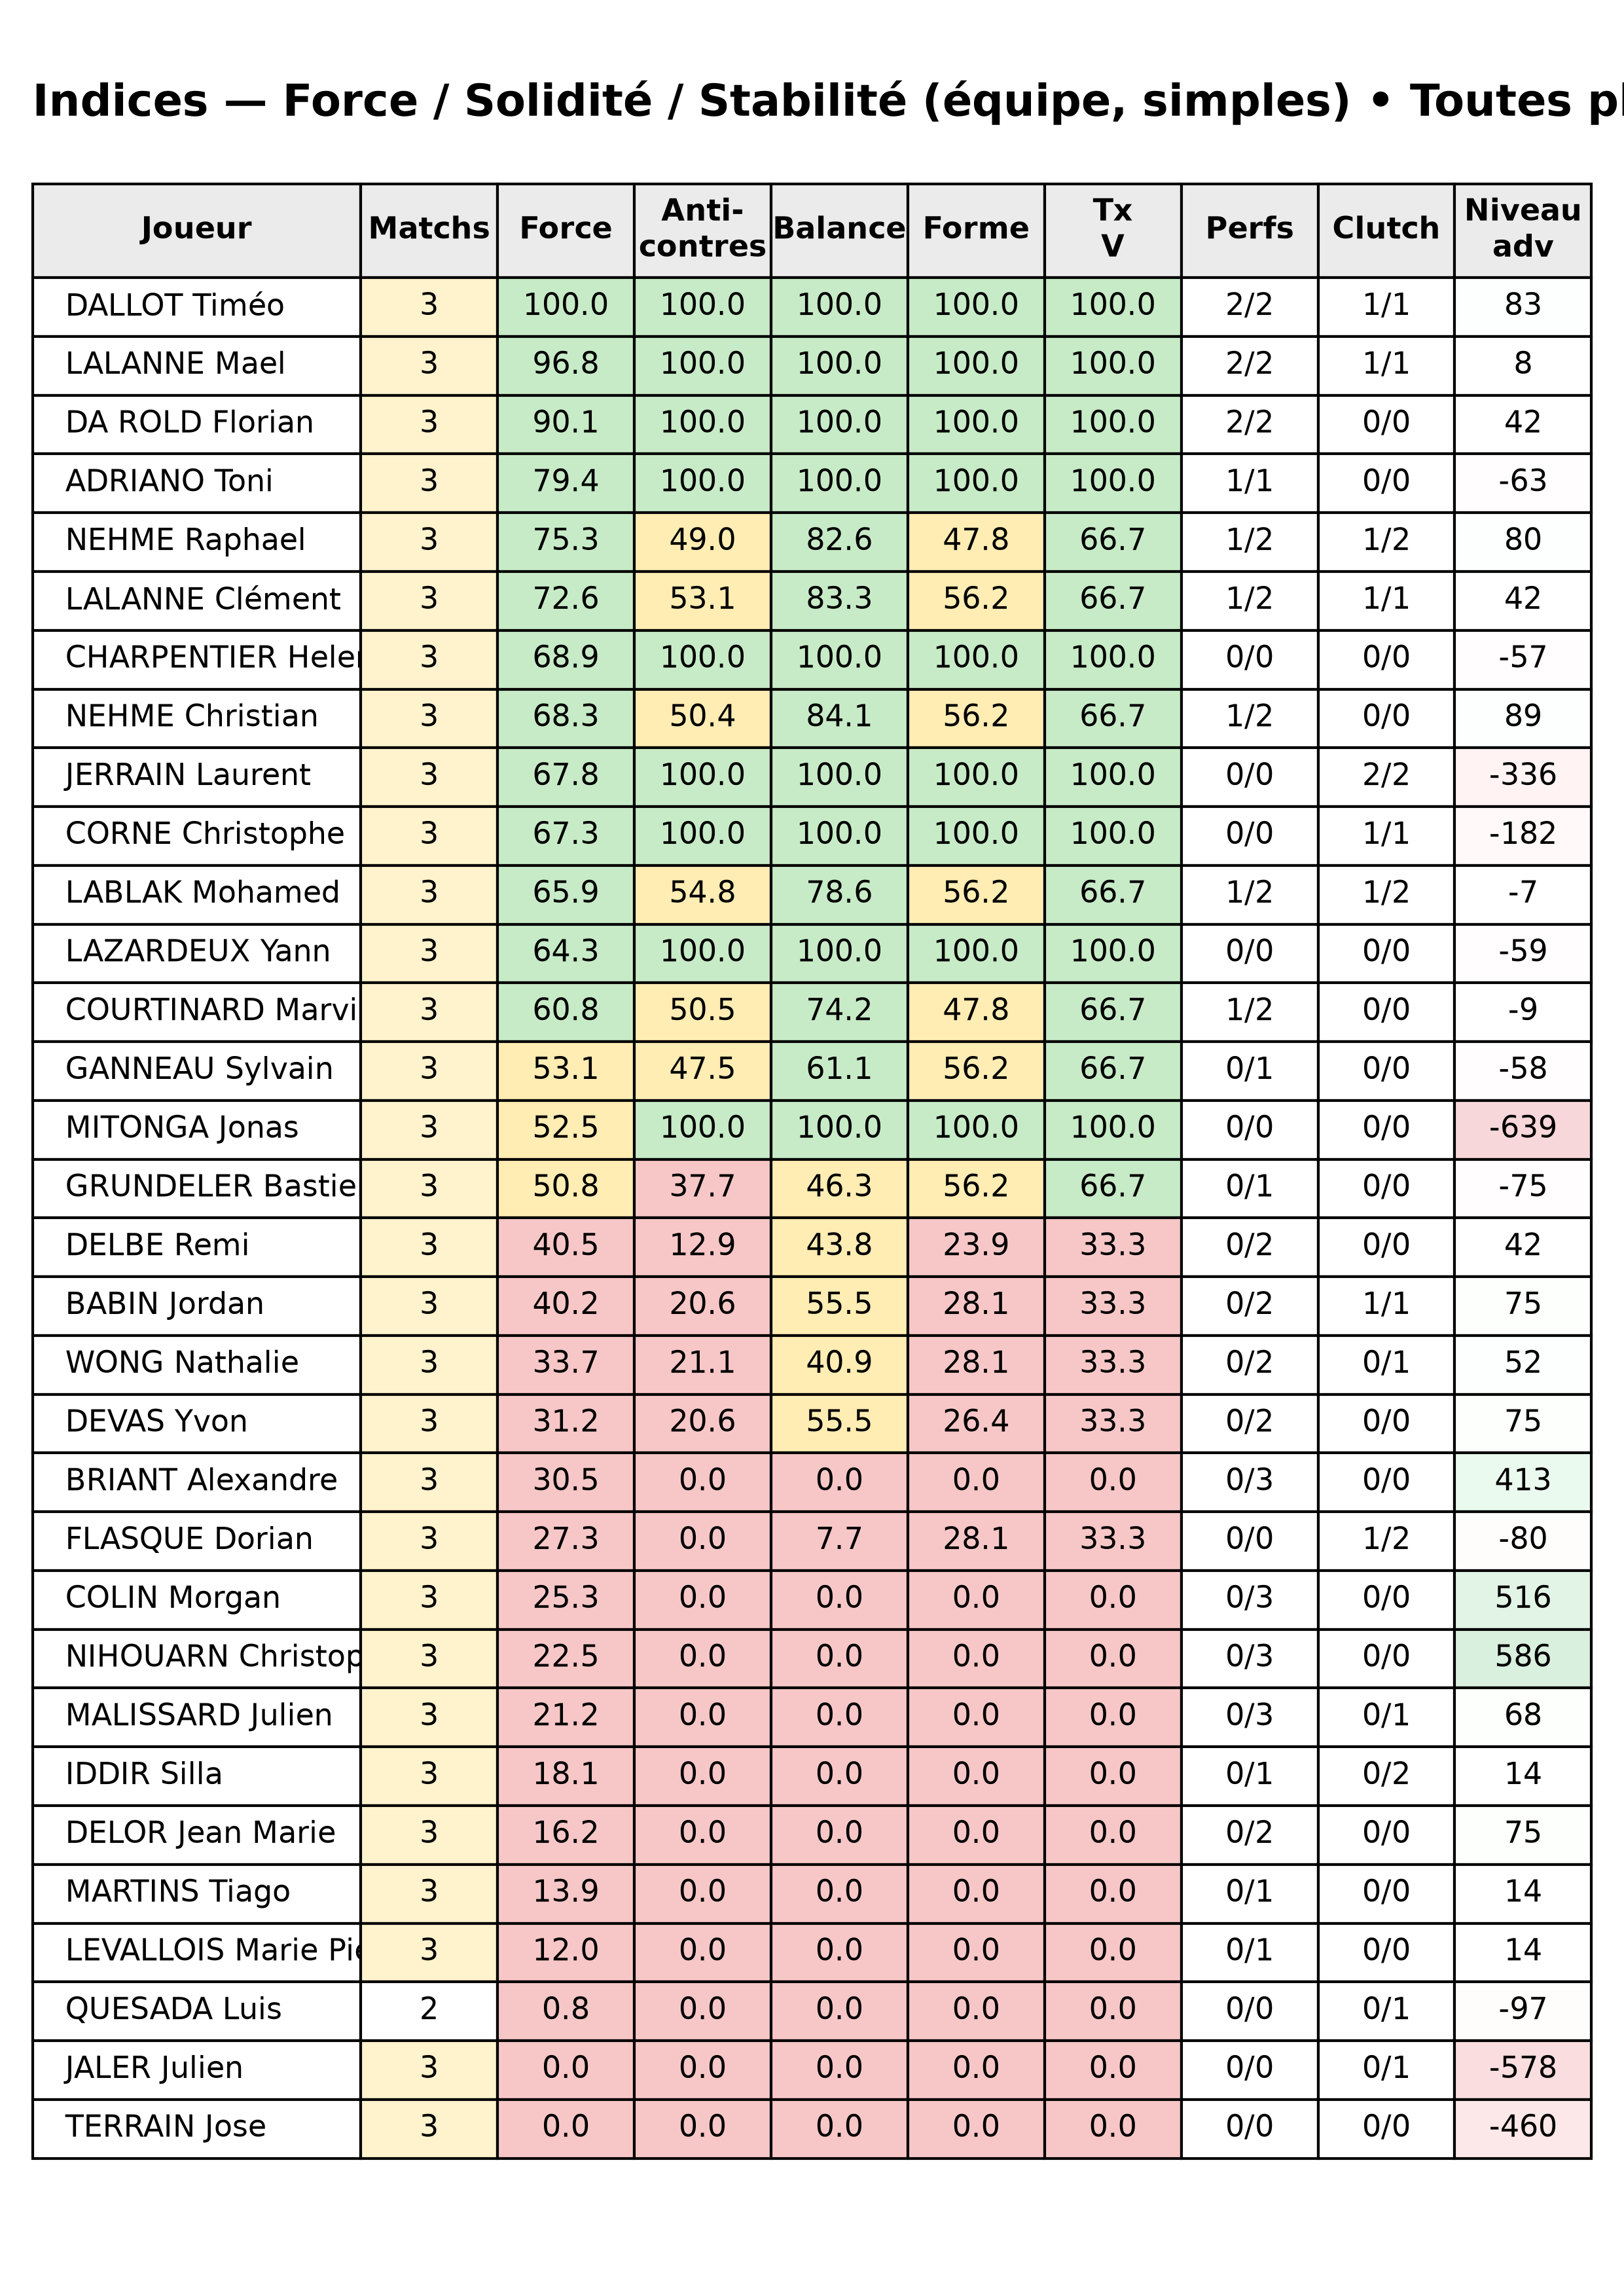 Indices — Force / Solidité / Stabilité (équipe, simples) • Toutes
Joueur Matchs Force Anti-contres Balance Forme Tx V Perfs Clutch Niveau adv
DALLOT Timéo 3 100.0 100.0 100.0 100.0 100.0 2/2 1/1 83
LALANNE Mael 3 96.8 100.0 100.0 100.0 100.0 2/2 1/1 8
DA ROLD Florian 3 90.1 100.0 100.0 100.0 100.0 2/2 0/0 42
ADRIANO Toni 3 79.4 100.0 100.0 100.0 100.0 1/1 0/0 -63
NEHME Raphael 3 75.3 49.0 82.6 47.8 66.7 1/2 1/2 80
LALANNE Clément 3 72.6 53.1 83.3 56.2 66.7 1/2 1/1 42
CHARPENTIER 3 68.9 100.0 100.0 100.0 100.0 0/0 0/0 -57
NEHME Christian 3 68.3 50.4 84.1 56.2 66.7 1/2 0/0 89
JERRAIN Laurent 3 67.8 100.0 100.0 100.0 100.0 0/0 2/2 -336
CORNE Christophe 3 67.3 100.0 100.0 100.0 100.0 0/0 1/1 -182
LABLAK Mohamed 3 65.9 54.8 78.6 56.2 66.7 1/2 1/2 -7
LAZARDEUX Yann 3 64.3 100.0 100.0 100.0 100.0 0/0 0/0 -59
COURTINARD Marvi 3 60.8 50.5 74.2 47.8 66.7 1/2 0/0 -9
GANNEAU Sylvain 3 53.1 47.5 61.1 56.2 66.7 0/1 0/0 -58
MITONGA Jonas 3 52.5 100.0 100.0 100.0 100.0 0/0 0/0 -639
GRUNDELER Bastie 3 50.8 37.7 46.3 56.2 66.7 0/1 0/0 -75
DELBE Remi 3 40.5 12.9 43.8 23.9 33.3 0/2 0/0 42
BABIN Jordan 3 40.2 20.6 55.5 28.1 33.3 0/2 1/1 75
WONG Nathalie 3 33.7 21.1 40.9 28.1 33.3 0/2 0/1 52
DEVAS Yvon 3 31.2 20.6 55.5 26.4 33.3 0/2 0/0 75
BRIANT Alexandre 3 30.5 0.0 0.0 0.0 0.0 0/3 0/0 413
FLASQUE Dorian 3 27.3 0.0 7.7 28.1 33.3 0/0 1/2 -80
COLIN Morgan 3 25.3 0.0 0.0 0.0 0.0 0/3 0/0 516
NIHOUARN Christop 3 22.5 0.0 0.0 0.0 0.0 0/3 0/0 586
MALISSARD Julien 3 21.2 0.0 0.0 0.0 0.0 0/3 0/1 68
IDDIR Silla 3 18.1 0.0 0.0 0.0 0.0 0/1 0/2 14
DELOR Jean Marie 3 16.2 0.0 0.0 0.0 0.0 0/2 0/0 75
MARTINS Tiago 3 13.9 0.0 0.0 0.0 0.0 0/1 0/0 14
LEVALLOIS Marie 3 12.0 0.0 0.0 0.0 0.0 0/1 0/0 14
QUESADA Luis 2 0.8 0.0 0.0 0.0 0.0 0/0 0/1 -97
JALER Julien 3 0.0 0.0 0.0 0.0 0.0 0/0 0/1 -578
TERRAIN Jose 3 0.0 0.0 0.0 0.0 0.0 0/0 0/0 -460